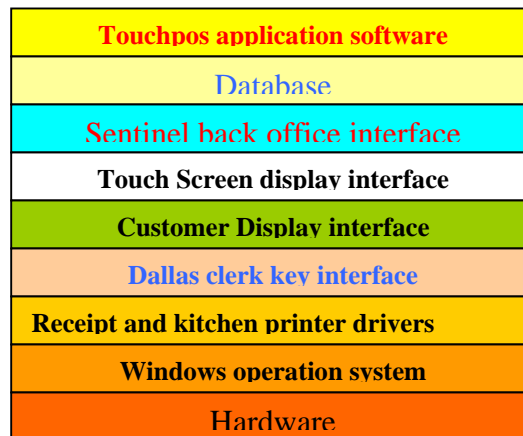 Touchpos application software
Database
Sentinel back office interface
Touch Screen display interface
Customer Display interface
Dallas clerk key interface
Receipt and kitchen printer drivers
Windows operation system
Hardware